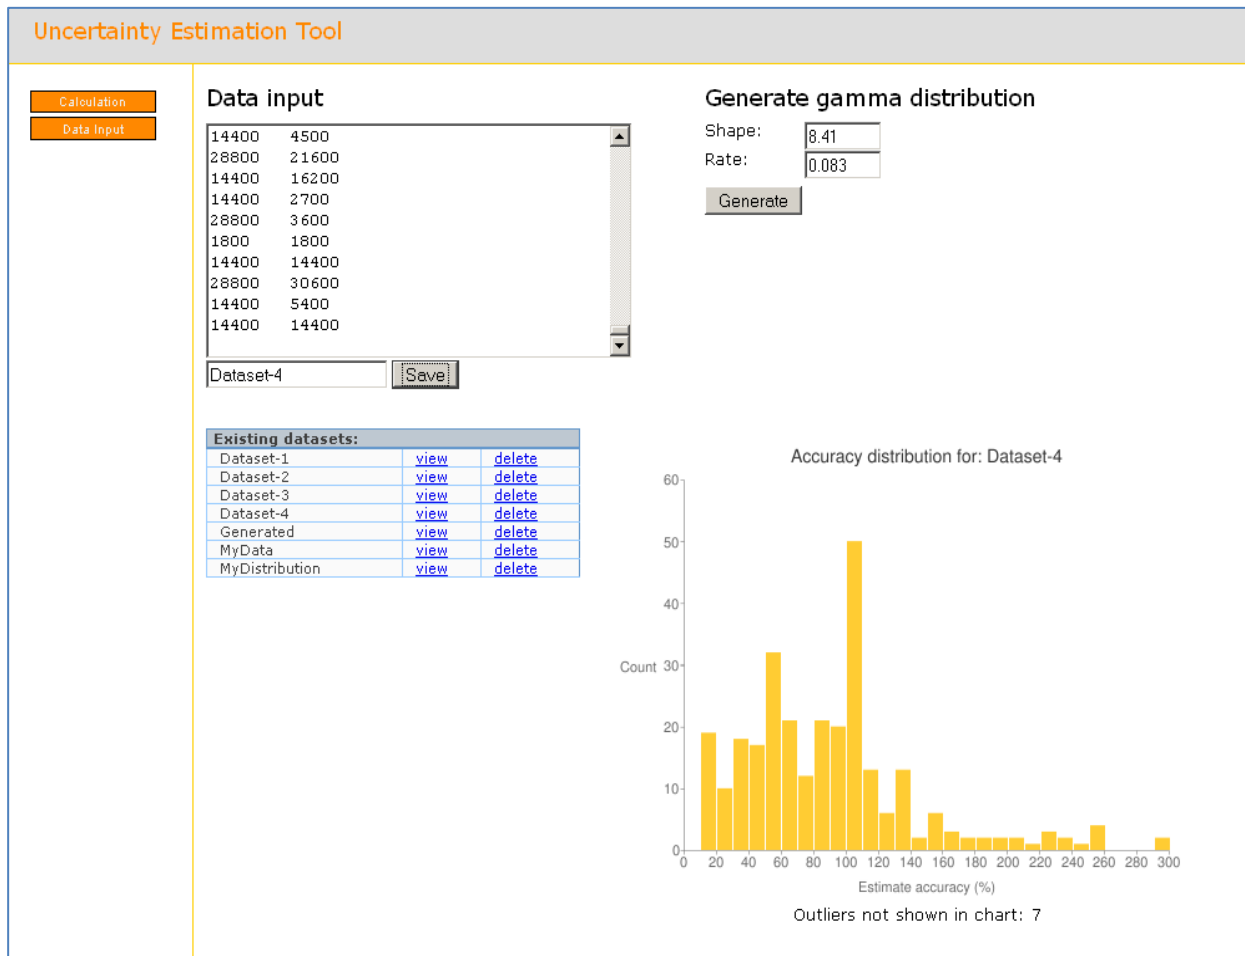 Uncertainty Estimation Tool
Calculation
Data Input
Data input
14400 4500
28800 21600
14400 16200
14400 2700
28800 3600
1800 1800
14400 14400
28800 30600
14400 5400
14400 14400
Dataset-4 Save
Generate gamma distribution
Shape: 8.41
Rate: 0.083
Generate
Existing datasets:
Dataset-1 view delete
Dataset-2 view delete
Dataset-3 view delete
Dataset-4 view delete
Generated view delete
MyData view delete
MyDistribution view delete
Accuracy distribution for: Dataset-4
60
50
40
Count 30
20
10
0
0 20 40 60 80 100 120 140 160 180 200 220 240 260 280 300
Estimate accuracy (%)
Outliers not shown in chart: 7